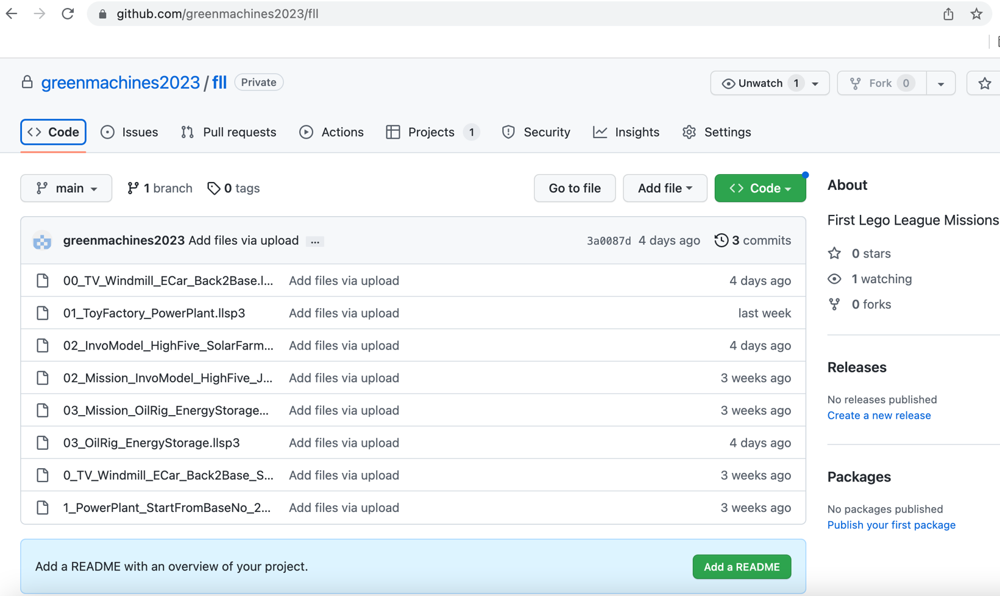 github.com/greenmachines2023/fll
greenmachines2023 / fll Private
Unwatch 1
Fork 0
Code Issues Pull requests Actions Projects 1 Security Insights Settings
main 1 branch 0 tags
Go to file Add file Code
greenmachines2023 Add files via upload ... 3a0087d 4 days ago 3 commits
00_TV_Windmill_ECar_Back2Base.l... Add files via upload 4 days ago
01_ToyFactory_PowerPlant.llsp3 Add files via upload last week
02_InvoModel_HighFive_SolarFarm... Add files via upload 4 days ago
02_Mission_InvoModel_HighFive_J... Add files via upload 3 weeks ago
03_Mission_OilRig_EnergyStorage... Add files via upload 3 weeks ago
03_OilRig_EnergyStorage.llsp3 Add files via upload 4 days ago
0_TV_Windmill_ECar_Back2Base_S... Add files via upload 3 weeks ago
1_PowerPlant_StartFromBaseNo_2... Add files via upload 3 weeks ago
Add a README with an overview of your project. Add a README
About
First Lego League Missions
0 stars
1 watching
0 forks
Releases
No releases published
Create a new release
Packages
No packages published
Publish your first package